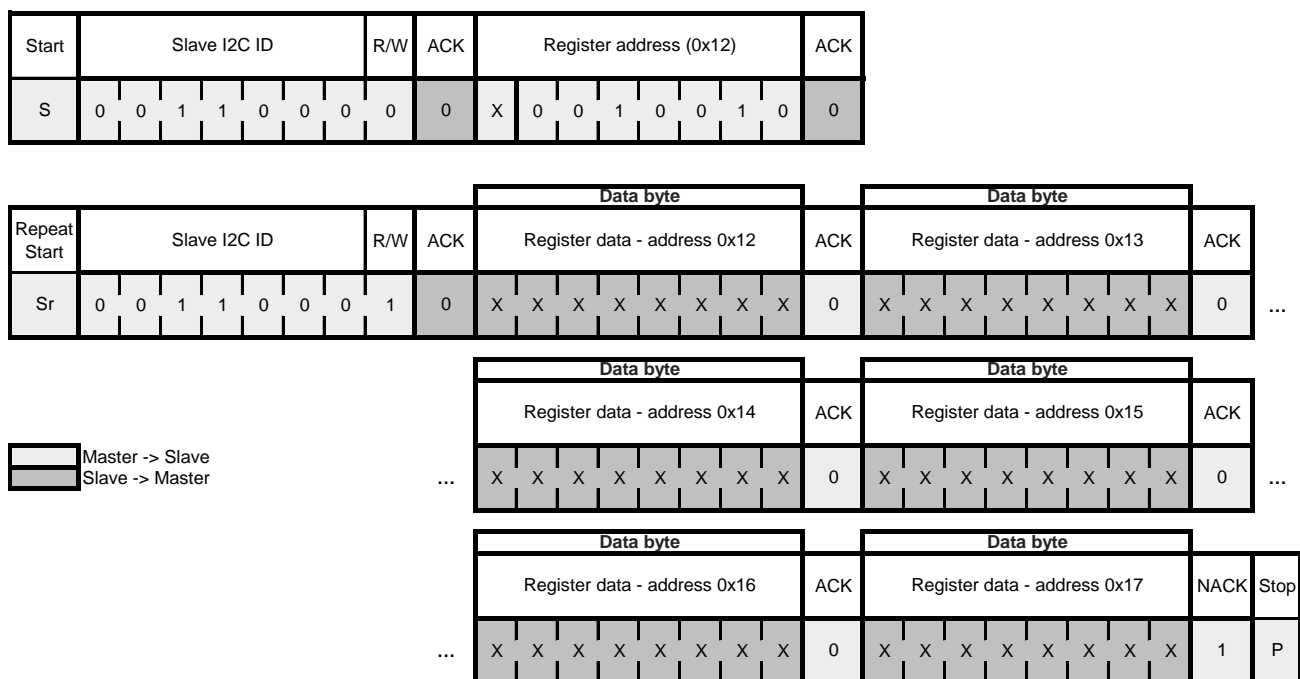 Start Slave I2C ID R/W ACK Register address (0x12) ACK
S 0 0 1 1 0 0 0 0 0 X 0 0 1 0 0 1 0 0
Data byte Data byte
Repeat Start Slave I2C ID R/W ACK Register data - address 0x12 ACK Register data - address 0x13 ACK
Sr 0 0 1 1 0 0 0 1 0 X X X X X X X X 0 X X X X X X X X 0 ...
Data byte Data byte
Register data - address 0x14 ACK Register data - address 0x15 ACK
Master -> Slave
Slave -> Master
... X X X X X X X X 0 X X X X X X X X 0 ...
Data byte Data byte
Register data - address 0x16 ACK Register data - address 0x17 NACK Stop
... X X X X X X X X 0 X X X X X X X X 1 P